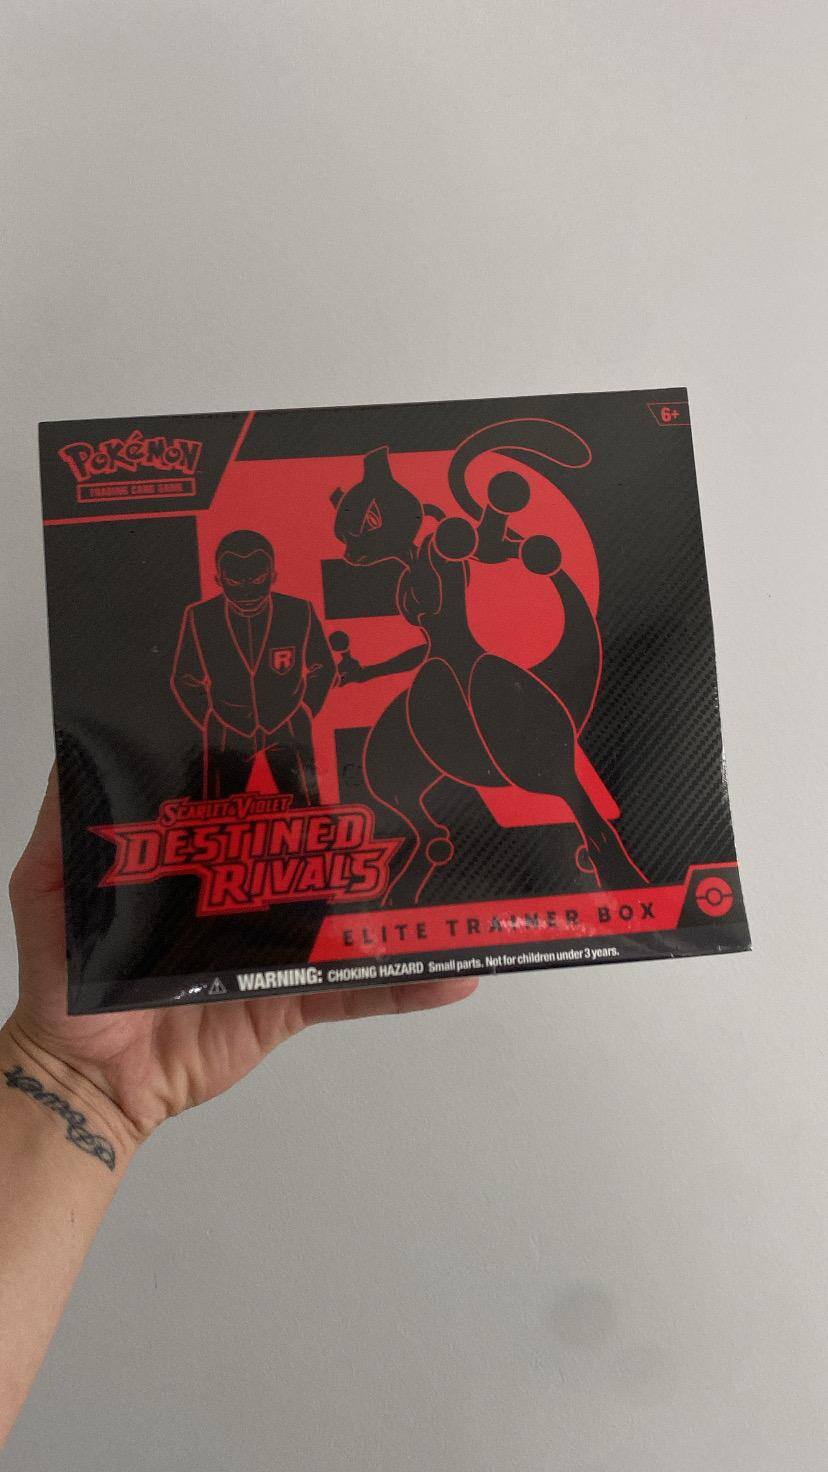 6+
POKÉMON
TRADING CARD GAME
R
SCARLET & VIOLET
DESTINED
RIVALS
ELITE TRAINER BOX
WARNING: CHOKING HAZARD Small parts. Not for children under 3 years.
Power